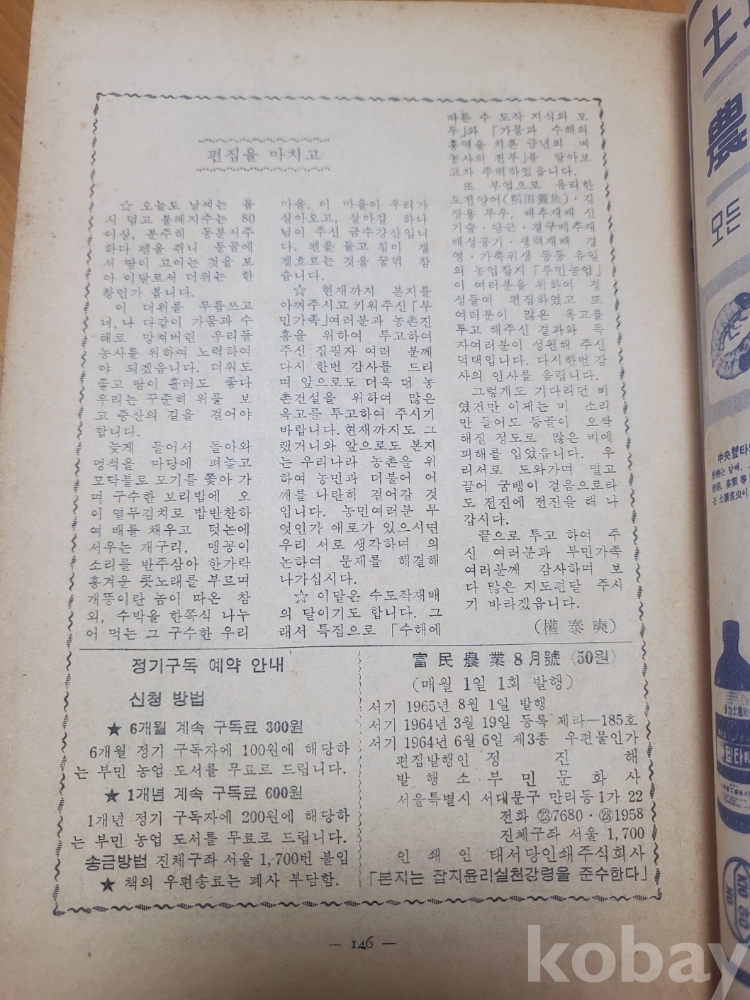 편집을 마치고
☆ 오늘도 날씨는 몹
시 덥고 불쾌지수는 80
이상, 분주히 동분서주
하다 펜을 쥐니 등골에
서 땀이 고이는 것을 보
아 이달로서 더위는 한
창인가 봅니다.
이 더위를 무릅쓰고
너, 나 다같이 가뭄과 수
해로 망쳐버린 우리들
농사를 위하여 노력하여
야 되겠읍니다. 더위도
좋고 땀이 흘러도 좋다
우리는 꾸준히 위를 보
고 증산의 길을 걸어야
합니다.
늦게 들어서 돌아와
멍석을 마당에 펴놓고
모닥불로 모기를 쫓아 가
며 구수한 보리밥에 오
이 열무김치로 밥반찬하
여 배를 채우고 텃논에
서우는 개구리, 맹꽁이
소리를 반주삼아 한가락
흥겨운 콧노래를 부르며
개똥이란 놈이 따온 참
외, 수박을 한쪽식 나누
어 먹는 그 구수한 우리
마을, 이 마을이 우리가
살아오고, 살아갈 하나
님이 주신 금수강산입니
다. 펜을 들고 침이 젤
젤흐르는 것을 꿀꺽 참
습니다.
☆ 현재까지 본지를
아껴주시고 키워주신 「부
민가족」여러분과 농촌진
흥을 위하여 투고하여
주신 집필자 여러 분께
다시 한번 감사를 드리
며 앞으로도 더욱 더 농
촌건설을 위하여 많은
옥고를 투고하여 주시기
바랍니다. 현재까지도 그
랬거니와 앞으로도 본지
는 우리나라 농촌을 위
하여 농민과 더불어 어
깨를 나란히 걸어갈 것
입니다. 농민여러분 무
엇인가 애로가 있으시면
우리 서로 생각하며 의
논하여 문제를 해결해
나가십시다.
☆ 이달은 수도작재배
의 달이기도 합니다. 그
래서 특집으로 「수해에
따른 수 도작 지식의 모
두」와 「가뭄과 수해의
홍역을 치른 금년의 벼
농사의 전부」를 알아보
고자 주력하였읍니다.
또 부업으로 유리한
도전양어(稻田養魚)·김
장용 무우, 배추재배 신
기술·당근·결구배추재
배성공기·생력재배 경
영·가축위생 등등 유일
의 농업잡지 「부민농업」
이 여러분을 위하여 정
성들여 편집하였고 또
여러분이 많은 옥고를
투고 해주신 결과와 독
자여러분이 성원해 주신
덕택입니다. 다시한번 감
사의 인사를 올립니다.
그렇게도 기다리던 비
였건만 이제는 비 소리
만 들어도 등골이 오싹
해진 정도로 많은 비에
피해를 입었읍니다. 우
리서로 도와가며 밀고
끌어 굼벵이 걸음으로라
도 전진에 전진을 해 나
갑시다.
끝으로 투고 하여 주
신 여러분과 부민가족
여러분께 감사하며 보
다 많은 지도편달 주시
기 바라겠읍니다.
(權泰奭)
정기구독 예약 안내
신청 방법
★ 6개월 계속 구독료 300원
6개월 정기 구독자에 100원에 해당하
는 부민 농업 도서를 무료로 드립니다.
★ 1개년 계속 구독료 600원
1개년 정기 구독자에 200원에 해당하
는 부민 농업 도서를 무료로 드립니다.
송금방법 진체구좌 서울 1,700번 불입
★ 책의 우편송료는 폐사 부담함.
富民農業 8月號 〈50원〉
(매월 1일 1회 발행)
서기 1965년 8월 1일 발행
서기 1964년 3월 19일 등록 제라—185호
서기 1964년 6월 6일 제3종 우편물인가
편집발행인 정 진 해
발행소 부민문화사
서울특별시 서대문구 만리동1가 22
전화 ㉓7680·㉘1958
진체구좌 서울 1,700
인쇄인 대서당인쇄주식회사
「본지는 잡지윤리실천강령을 준수한다」
— 146 —
土
農
모든
kobay